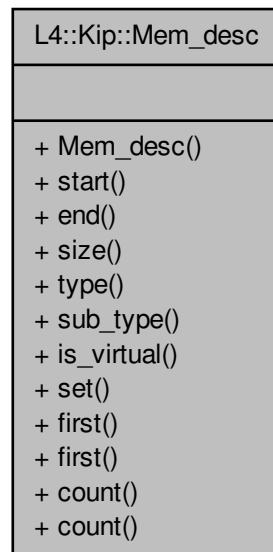 L4::Kip::Mem_desc
+ Mem_desc()
+ start()
+ end()
+ size()
+ type()
+ sub_type()
+ is_virtual()
+ set()
+ first()
+ first()
+ count()
+ count()